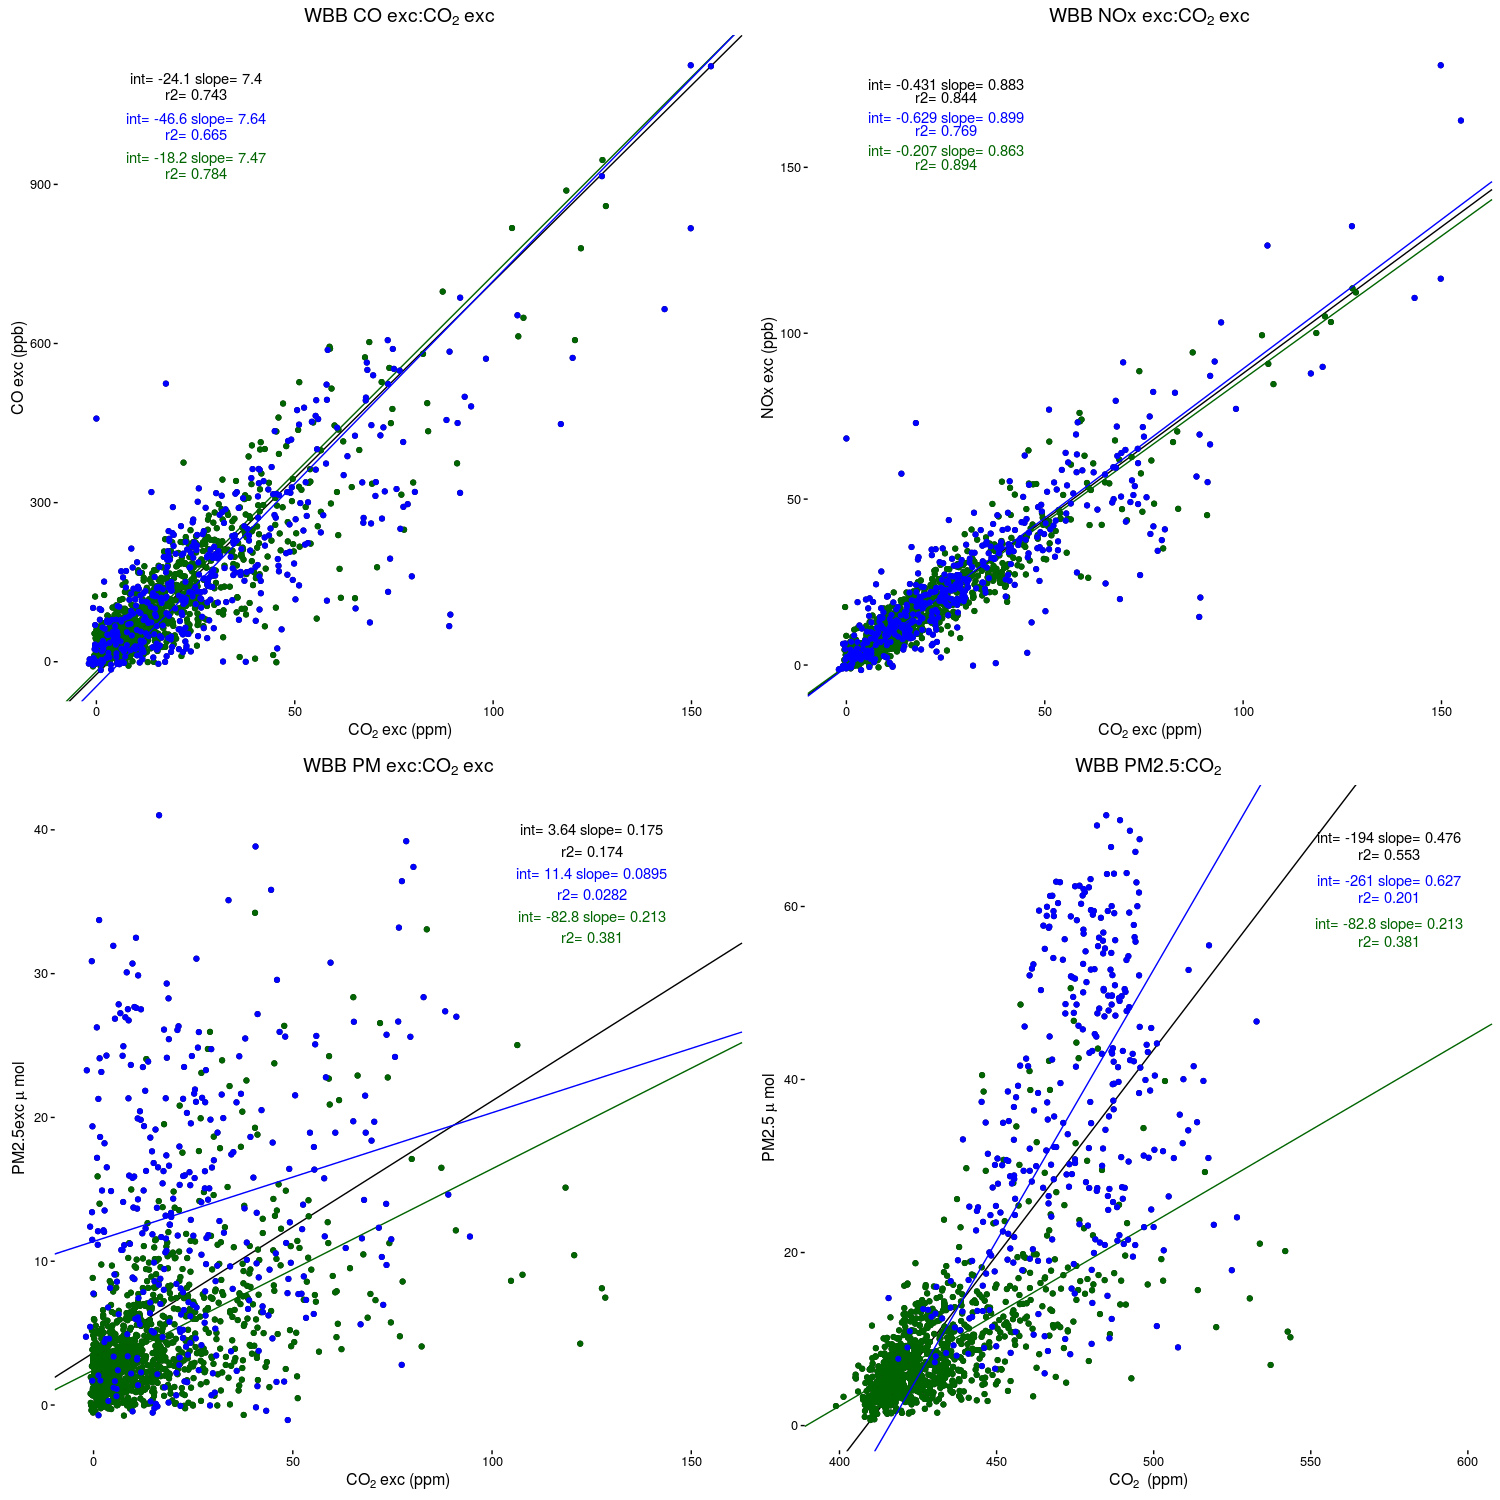 WBB CO exc:CO₂ exc
int= -24.1 slope= 7.4
r2= 0.743
int= -46.6 slope= 7.64
r2= 0.665
int= -18.2 slope= 7.47
r2= 0.784
CO exc (ppb)
900
600
300
0
0 50 100 150
CO₂ exc (ppm)
WBB NOx exc:CO₂ exc
int= -0.431 slope= 0.883
r2= 0.844
int= -0.629 slope= 0.899
r2= 0.769
int= -0.207 slope= 0.863
r2= 0.894
NOx exc (ppb)
150
100
50
0
0 50 100 150
CO₂ exc (ppm)
WBB PM exc:CO₂ exc
int= 3.64 slope= 0.175
r2= 0.174
int= 11.4 slope= 0.0895
r2= 0.0282
int= -82.8 slope= 0.213
r2= 0.381
PM2.5exc μ mol
40
30
20
10
0
0 50 100 150
CO₂ exc (ppm)
WBB PM2.5:CO₂
int= -194 slope= 0.476
r2= 0.553
int= -261 slope= 0.627
r2= 0.201
int= -82.8 slope= 0.213
r2= 0.381
PM2.5 μ mol
60
40
20
0
400 450 500 550 600
CO₂ (ppm)